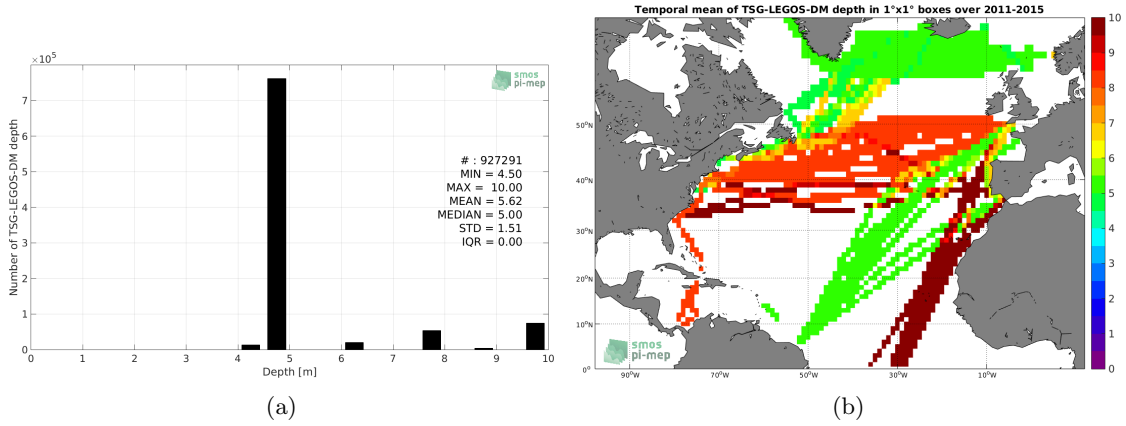 ×10⁵
8
7
6
5
4
3
2
1
0
Number of TSG-LEGOS-DM depth
smos
pi-mep
# : 927291
MIN = 4.50
MAX = 10.00
MEAN = 5.62
MEDIAN = 5.00
STD = 1.51
IQR = 0.00
0 1 2 3 4 5 6 7 8 9 10
Depth [m]
(a)
Temporal mean of TSG-LEGOS-DM depth in 1°x1° boxes over 2011-2015
50°N
40°N
30°N
20°N
10°N
0°
90°W 70°W 50°W 30°W 10°W
smos
pi-mep
10
9
8
7
6
5
4
3
2
1
0
(b)